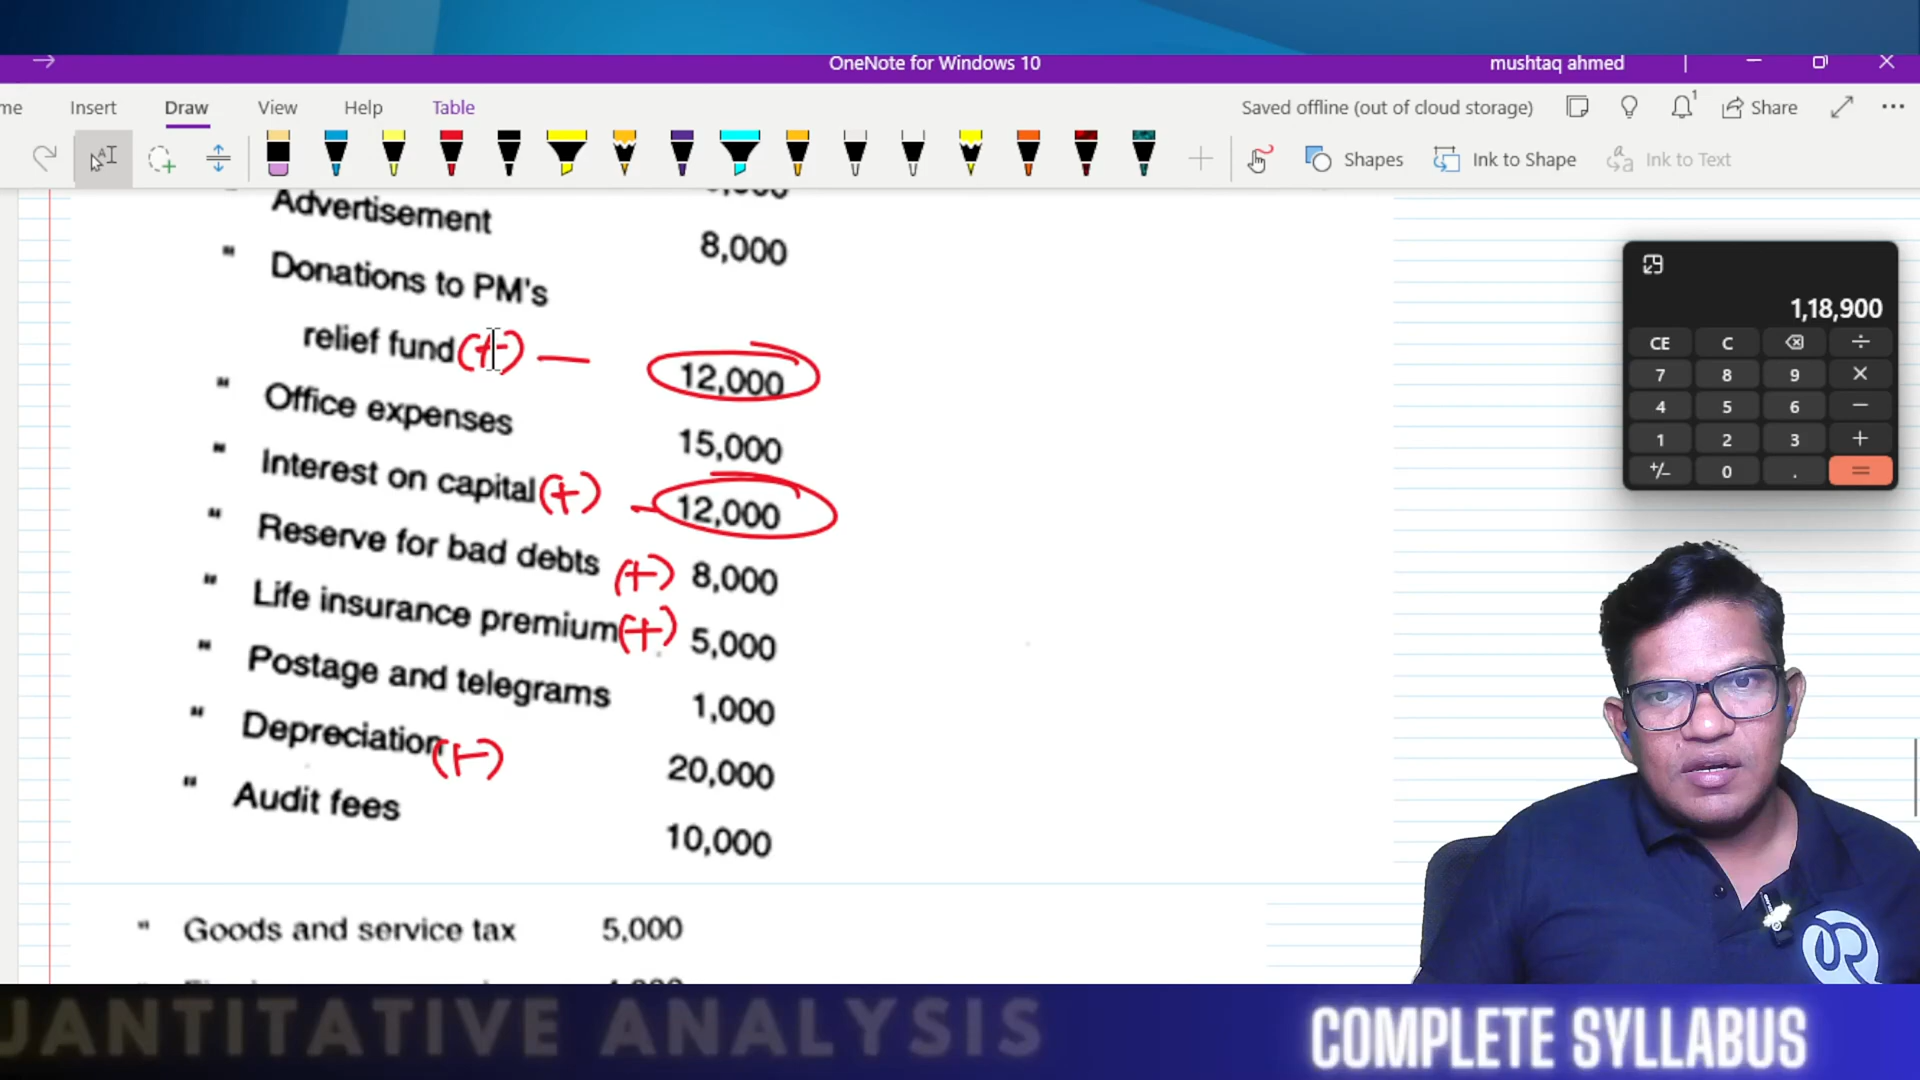 OneNote for Windows 10
mushtaq ahmed
me Insert Draw View Help Table
Saved offline (out of cloud storage)
1
Share
Shapes
Ink to Shape
Ink to Text
Advertisement 8,000
" Donations to PM's
relief fund (+) — 12,000
" Office expenses 15,000
" Interest on capital (+) 12,000
" Reserve for bad debts (+) 8,000
" Life insurance premium (+) 5,000
" Postage and telegrams 1,000
" Depreciation (+) 20,000
" Audit fees 10,000
" Goods and service tax 5,000
1,18,900
CE C ÷
7 8 9 ×
4 5 6 −
1 2 3 +
+/− 0 . =
UANTITATIVE ANALYSIS
COMPLETE SYLLABUS